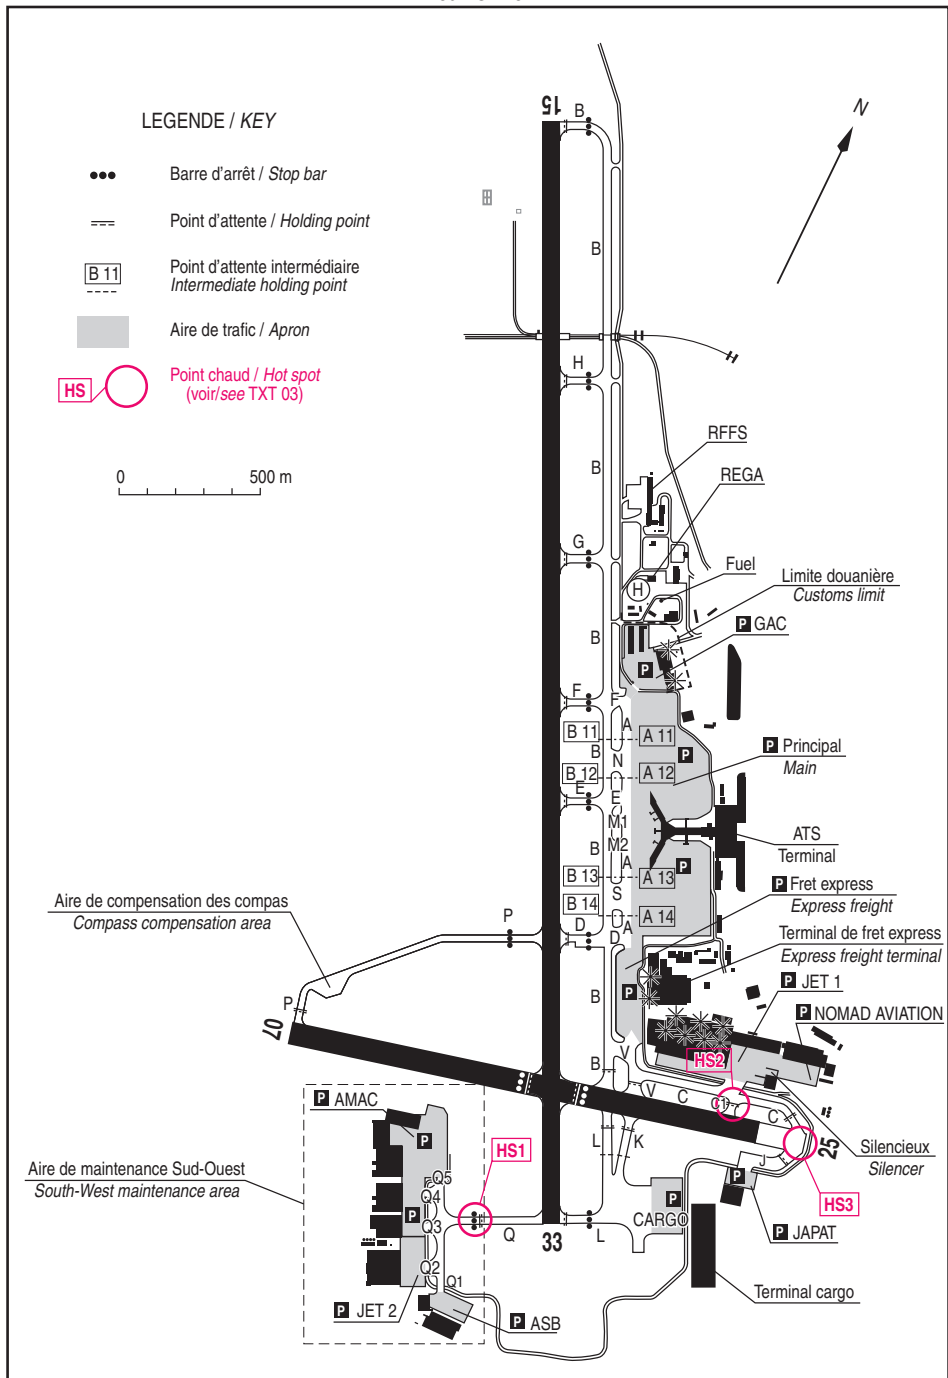 LEGENDE / KEY
Barre d'arrêt / Stop bar
Point d'attente / Holding point
B 11
Point d'attente intermédiaire
Intermediate holding point
Aire de trafic / Apron
HS
Point chaud / Hot spot
(voir/see TXT 03)
0
500 m
15
B
N
B
H
B
RFFS
REGA
G
Fuel
H
Limite douanière
Customs limit
P GAC
B
P
F
F
A
B 11
A 11
B
N
P
P Principal
Main
B 12
A 12
E
E
M1
M2
ATS
Terminal
B
A
P
B 13
A 13
S
P Fret express
Express freight
B 14
A 14
Aire de compensation des compas
Compass compensation area
P
D
D
A
Terminal de fret express
Express freight terminal
P JET 1
P
B
P
P NOMAD AVIATION
07
V
HS2
B
V
C
C1
C
P AMAC
P
L
K
25
Silencieux
Silencer
HS1
Aire de maintenance Sud-Ouest
South-West maintenance area
J
P
Q5
Q4
P
HS3
P
Q3
CARGO
Q
33
L
P JAPAT
Q2
Q1
Terminal cargo
P JET 2
P ASB